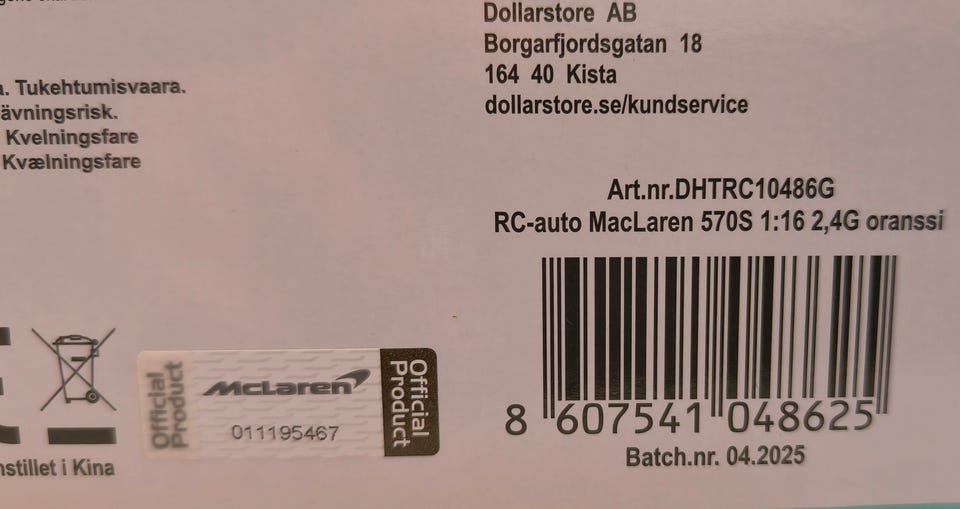 Dollarstore AB
Borgarfjordsgatan 18
164 40 Kista
dollarstore.se/kundservice
Tukehtumisvaara.
Kvelningsfare
Kvælningsfare
Art.nr.DHTRC10486G
RC-auto MacLaren 570S 1:16 2,4G oranssi
8 607541 048625
Batch.nr. 04.2025
Official Product
McLaren
011195467
Official Product
i Kina